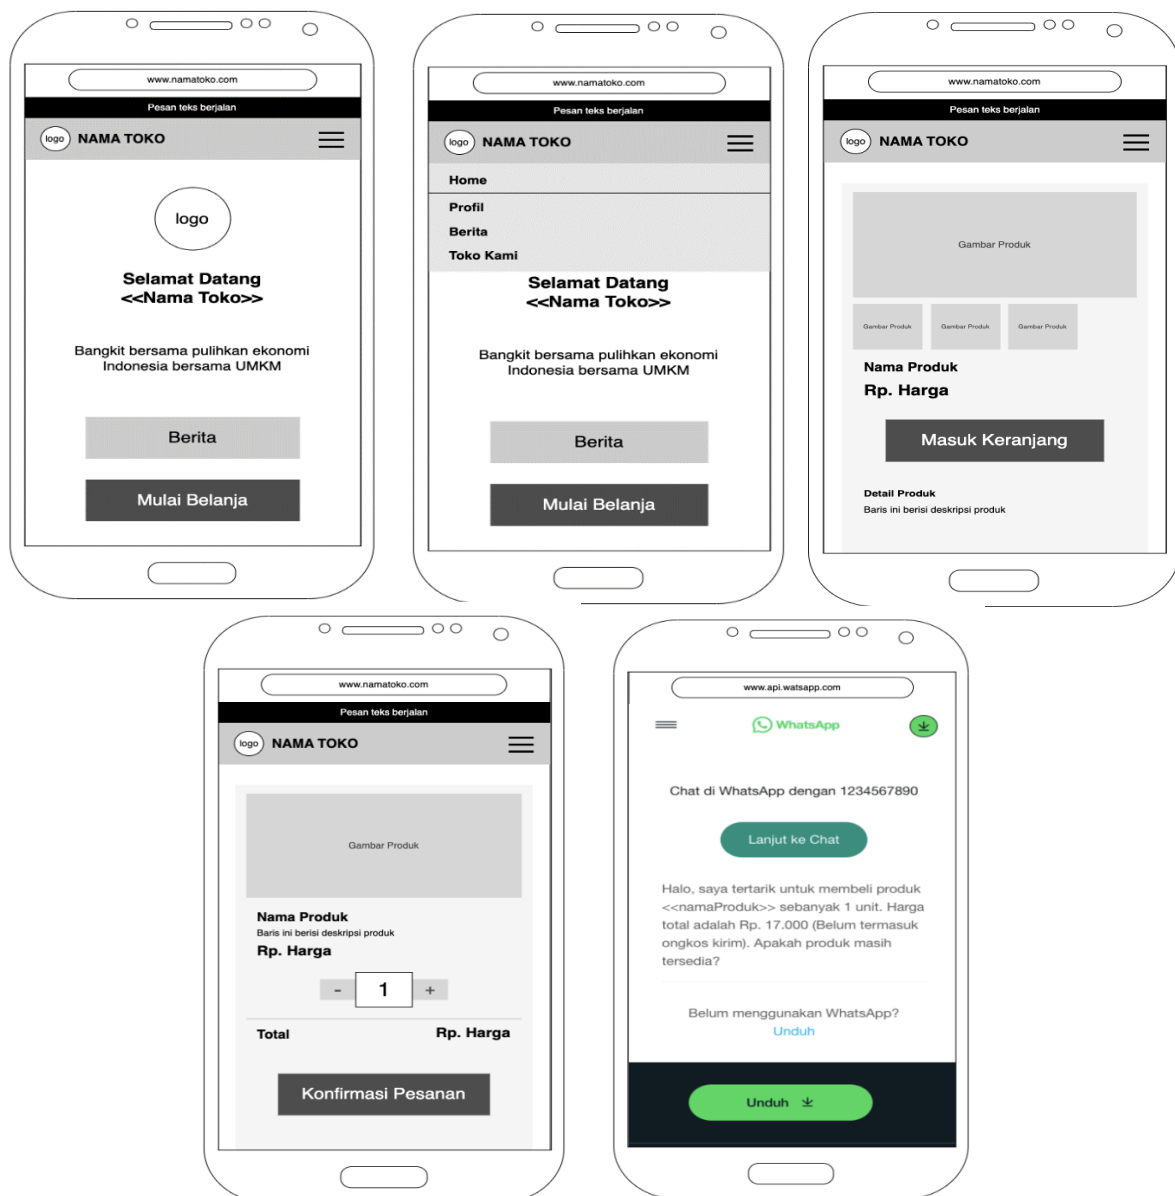 www.namatoko.com
Pesan teks berjalan
logo NAMA TOKO
logo
Selamat Datang
<<Nama Toko>>
Bangkit bersama pulihkan ekonomi
Indonesia bersama UMKM
Berita
Mulai Belanja
www.namatoko.com
Pesan teks berjalan
logo NAMA TOKO
Home
Profil
Berita
Toko Kami
Selamat Datang
<<Nama Toko>>
Bangkit bersama pulihkan ekonomi
Indonesia bersama UMKM
Berita
Mulai Belanja
www.namatoko.com
Pesan teks berjalan
logo NAMA TOKO
Gambar Produk
Gambar Produk Gambar Produk Gambar Produk
Nama Produk
Rp. Harga
Masuk Keranjang
Detail Produk
Baris ini berisi deskripsi produk
www.namatoko.com
Pesan teks berjalan
logo NAMA TOKO
Gambar Produk
Nama Produk
Baris ini berisi deskripsi produk
Rp. Harga
- 1 +
Total Rp. Harga
Konfirmasi Pesanan
www.api.watsapp.com
WhatsApp
Chat di WhatsApp dengan 1234567890
Lanjut ke Chat
Halo, saya tertarik untuk membeli produk
<<namaProduk>> sebanyak 1 unit. Harga
total adalah Rp. 17.000 (Belum termasuk
ongkos kirim). Apakah produk masih
tersedia?
Belum menggunakan WhatsApp?
Unduh
Unduh